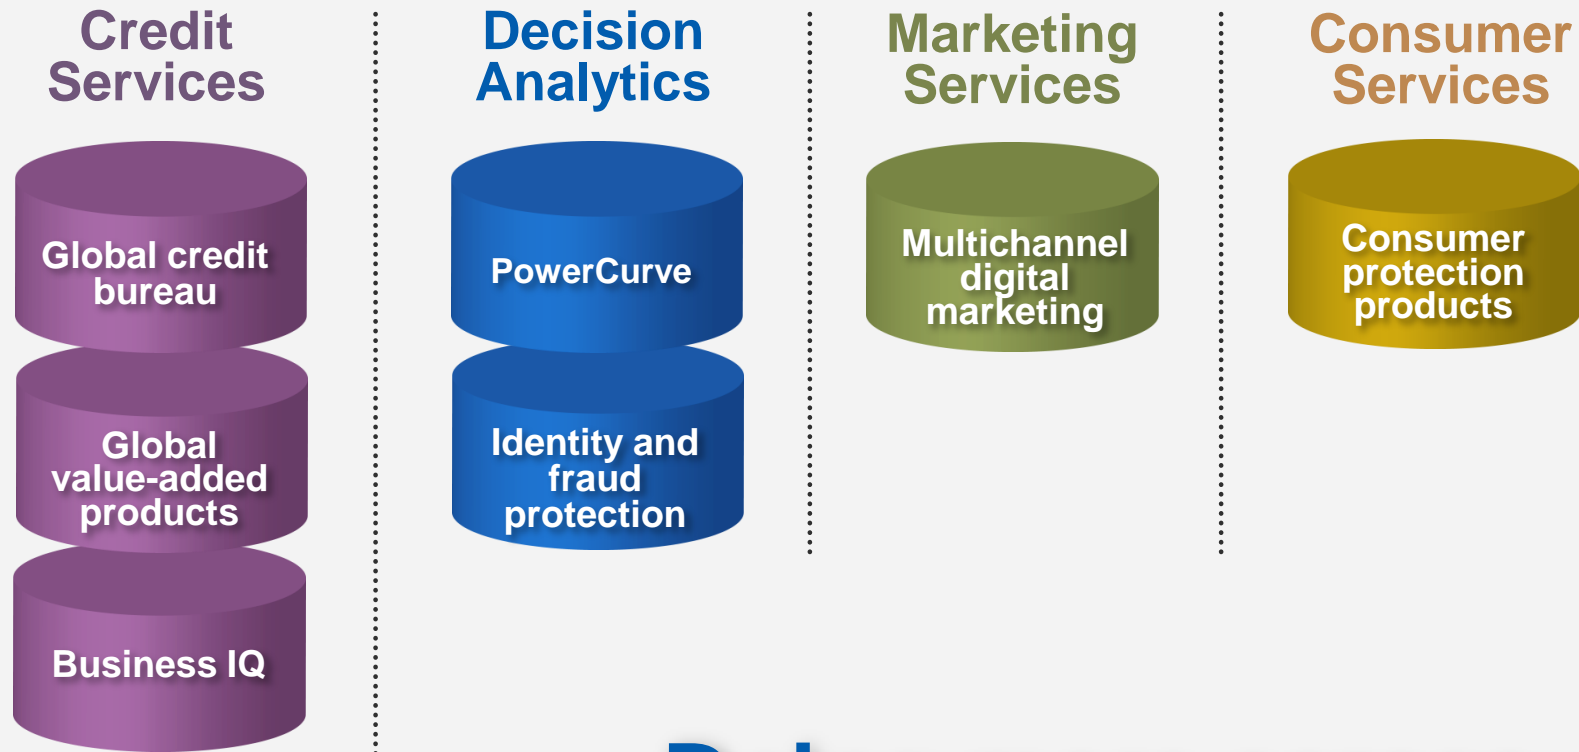 Credit
Services
Decision
Analytics
Marketing
Services
Consumer
Services
Global credit
bureau
Global
value-added
products
Business IQ
PowerCurve
Identity and
fraud
protection
Multichannel
digital
marketing
Consumer
protection
products